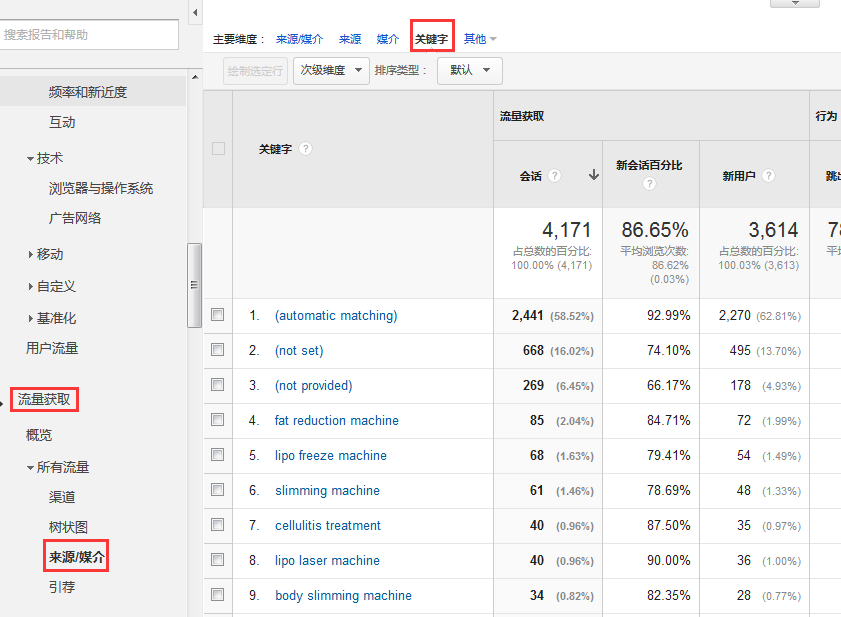 搜索报告和帮助
频率和新近度
互动
技术
浏览器与操作系统
广告网络
移动
自定义
基准化
用户流量
流量获取
概览
所有流量
渠道
树状图
来源/媒介
引荐
主要维度： 来源/媒介 来源 媒介 关键字 其他
绘制选定行 次级维度 排序类型： 默认
关键字 ? 流量获取 行为
会话 ? 新会话百分比 ? 新用户 ?
4,171 86.65% 3,614
占总数的百分比: 平均浏览次数: 占总数的百分比:
100.00% (4,171) 86.62% 100.03% (3,613)
(0.03%)
1. (automatic matching) 2,441 (58.52%) 92.99% 2,270 (62.81%)
2. (not set) 668 (16.02%) 74.10% 495 (13.70%)
3. (not provided) 269 (6.45%) 66.17% 178 (4.93%)
4. fat reduction machine 85 (2.04%) 84.71% 72 (1.99%)
5. lipo freeze machine 68 (1.63%) 79.41% 54 (1.49%)
6. slimming machine 61 (1.46%) 78.69% 48 (1.33%)
7. cellulitis treatment 40 (0.96%) 87.50% 35 (0.97%)
8. lipo laser machine 40 (0.96%) 90.00% 36 (1.00%)
9. body slimming machine 34 (0.82%) 82.35% 28 (0.77%)